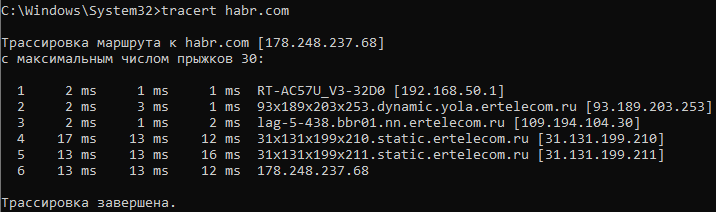 C:\Windows\System32>tracert habr.com
Трассировка маршрута к habr.com [178.248.237.68]
с максимальным числом прыжков 30:
1 2 ms 1 ms 1 ms RT-AC57U_V3-32D0 [192.168.50.1]
2 2 ms 3 ms 1 ms 93x189x203x253.dynamic.yola.ertelecom.ru [93.189.203.253]
3 2 ms 1 ms 2 ms lag-5-438.bbr01.nn.ertelecom.ru [109.194.104.30]
4 17 ms 13 ms 12 ms 31x131x199x210.static.ertelecom.ru [31.131.199.210]
5 13 ms 13 ms 16 ms 31x131x199x211.static.ertelecom.ru [31.131.199.211]
6 13 ms 13 ms 12 ms 178.248.237.68
Трассировка завершена.